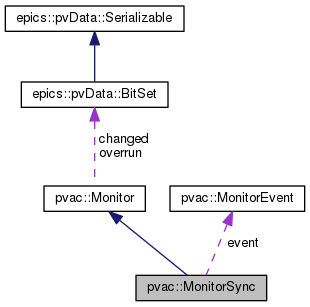 epics::pvData::Serializable
epics::pvData::BitSet
changed
overrun
pvac::Monitor
pvac::MonitorEvent
event
pvac::MonitorSync